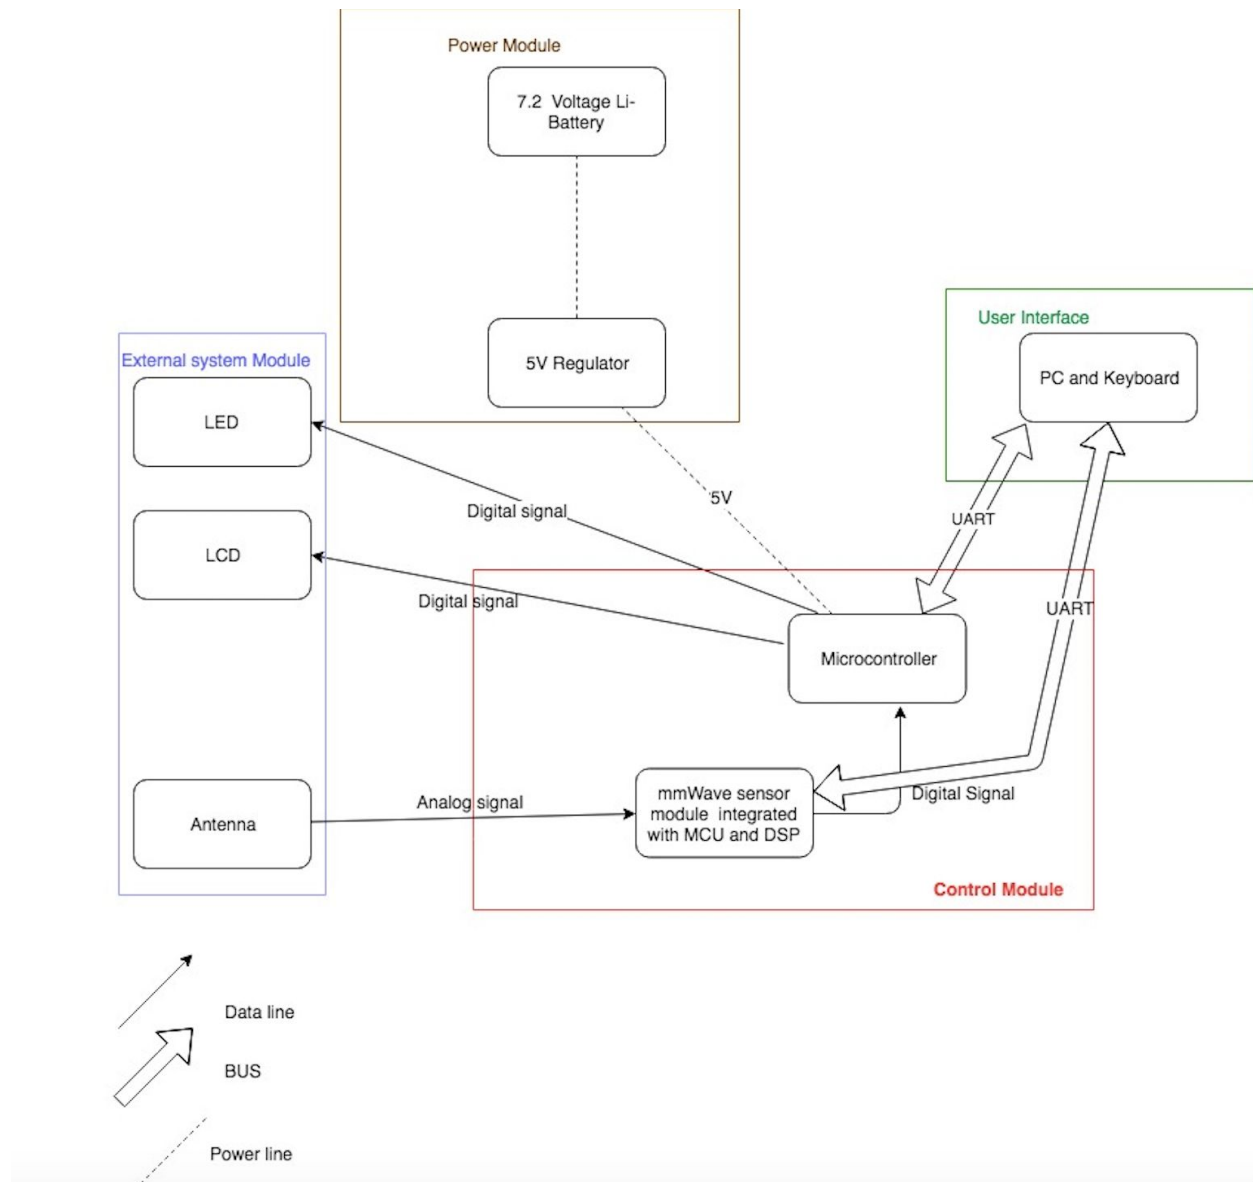 Power Module
7.2 Voltage Li-
Battery
User Interface
External system Module
5V Regulator
PC and Keyboard
LED
5V
Digital signal
UART
LCD
Digital signal
UART
Microcontroller
Analog signal
mmWave sensor
module integrated
with MCU and DSP
Digital Signal
Antenna
Control Module
Data line
BUS
Power line